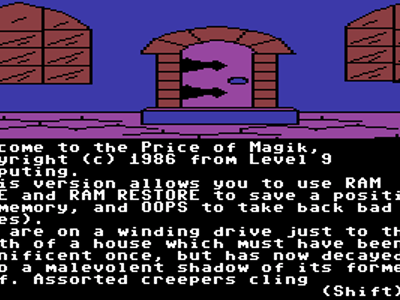 come to the Price of Magik,
yright (c) 1986 from Level 9
puting.
is version allows you to use RAM
E and RAM RESTORE to save a positi
memory, and OOPS to take back bad
es).
are on a winding drive just to th
th of a house which must have been
nificent once, but has now decayed
o a malevolent shadow of its forme
f. Assorted creepers cling
(Shift)